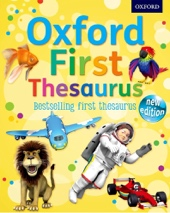 OXFORD
Oxford
First
Thesaurus
Bestselling first thesaurus
new
edition